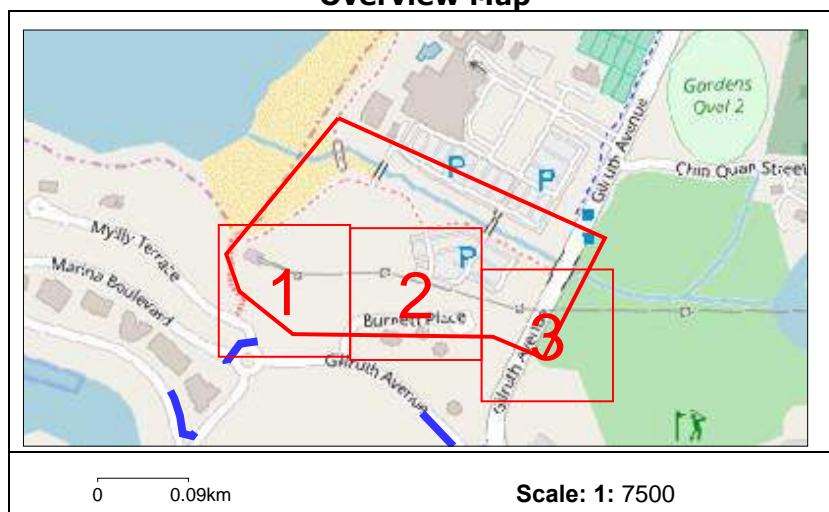 Overview Map
Gardens
Oval 2
Gilruth Avenue
Chin Quan Street
P
P
Myilly Terrace
Marina Boulevard
P
1
2
3
Burnett Place
Gilruth Avenue
Gilruth Avenue
0
0.09km
Scale: 1: 7500